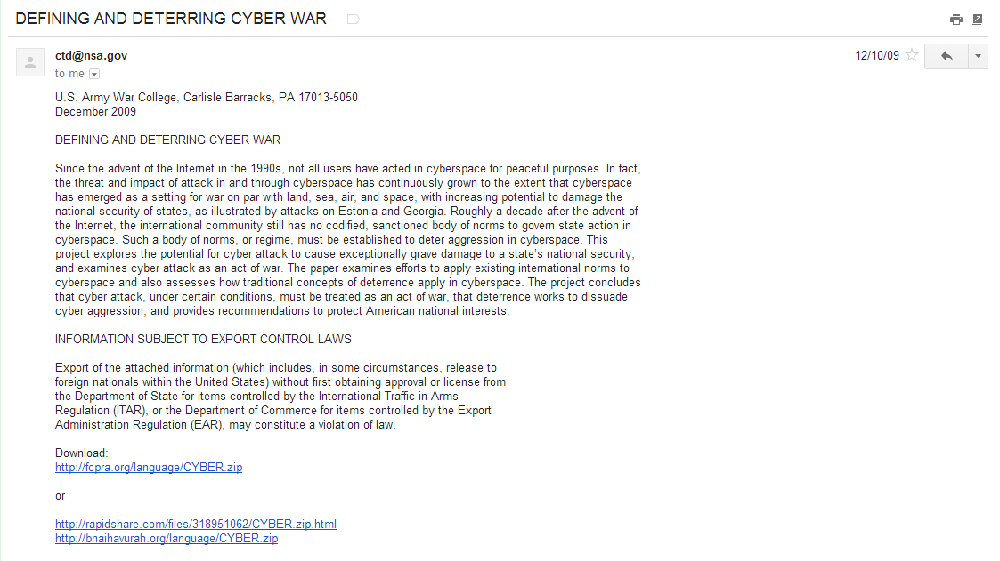 DEFINING AND DETERRING CYBER WAR
ctd@nsa.gov
12/10/09
to me
U.S. Army War College, Carlisle Barracks, PA 17013-5050
December 2009
DEFINING AND DETERRING CYBER WAR
Since the advent of the Internet in the 1990s, not all users have acted in cyberspace for peaceful purposes. In fact,
the threat and impact of attack in and through cyberspace has continuously grown to the extent that cyberspace
has emerged as a setting for war on par with land, sea, air, and space, with increasing potential to damage the
national security of states, as illustrated by attacks on Estonia and Georgia. Roughly a decade after the advent of
the Internet, the international community still has no codified, sanctioned body of norms to govern state action in
cyberspace. Such a body of norms, or regime, must be established to deter aggression in cyberspace. This
project explores the potential for cyber attack to cause exceptionally grave damage to a state's national security,
and examines cyber attack as an act of war. The paper examines efforts to apply existing international norms to
cyberspace and also assesses how traditional concepts of deterrence apply in cyberspace. The project concludes
that cyber attack, under certain conditions, must be treated as an act of war, that deterrence works to dissuade
cyber aggression, and provides recommendations to protect American national interests.
INFORMATION SUBJECT TO EXPORT CONTROL LAWS
Export of the attached information (which includes, in some circumstances, release to
foreign nationals within the United States) without first obtaining approval or license from
the Department of State for items controlled by the International Traffic in Arms
Regulation (ITAR), or the Department of Commerce for items controlled by the Export
Administration Regulation (EAR), may constitute a violation of law.
Download:
http://fcpra.org/language/CYBER.zip
or
http://rapidshare.com/files/318951062/CYBER.zip.html
http://bnaihavurah.org/language/CYBER.zip